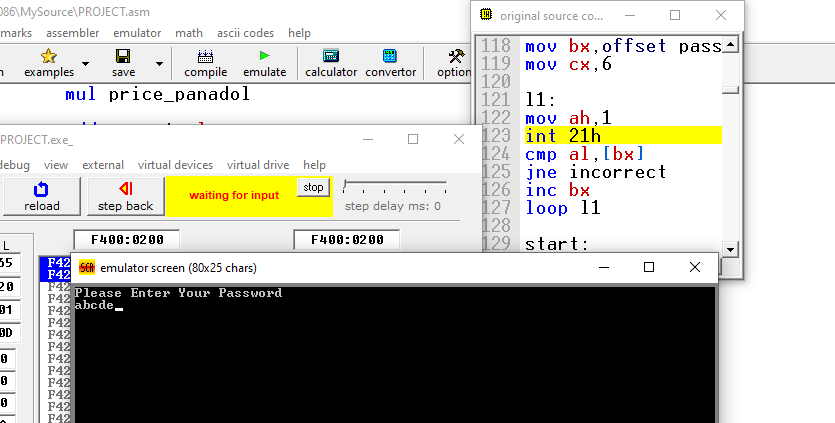 086\MySource\PROJECT.asm
marks assembler emulator math ascii codes help
examples save compile emulate calculator convertor option
mul price_panadol
original source co...
118 mov bx,offset pass
119 mov cx,6
120
121 l1:
122 mov ah,1
123 int 21h
124 cmp al,[bx]
125 jne incorrect
126 inc bx
127 loop l1
128
129 start:
PROJECT.exe_
debug view external virtual devices virtual drive help
reload step back waiting for input stop step delay ms: 0
F400:0200 F400:0200
L
65
20
01
0D
0
0
0
F42
F42
F42
F42
F42
F42
F42
F42
F42
F42
F42
F42
F42
F42
emulator screen (80x25 chars)
Please Enter Your Password
abcde_